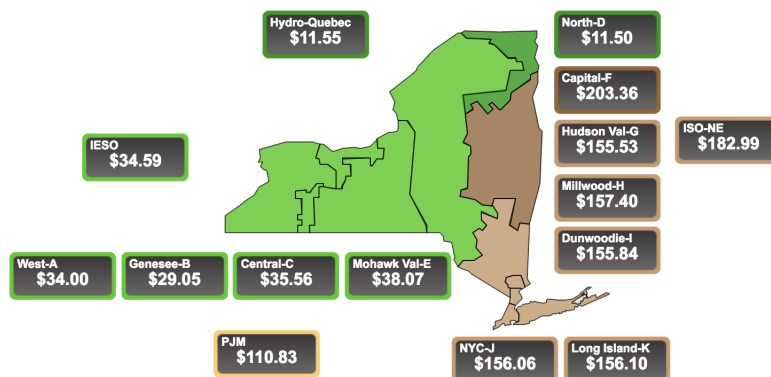 Hydro-Quebec
$11.55
North-D
$11.50
Capital-F
$203.36
Hudson Val-G
$155.53
ISO-NE
$182.99
IESO
$34.59
Millwood-H
$157.40
Dunwoodie-I
$155.84
West-A
$34.00
Genesee-B
$29.05
Central-C
$35.56
Mohawk Val-E
$38.07
PJM
$110.83
NYC-J
$156.06
Long Island-K
$156.10